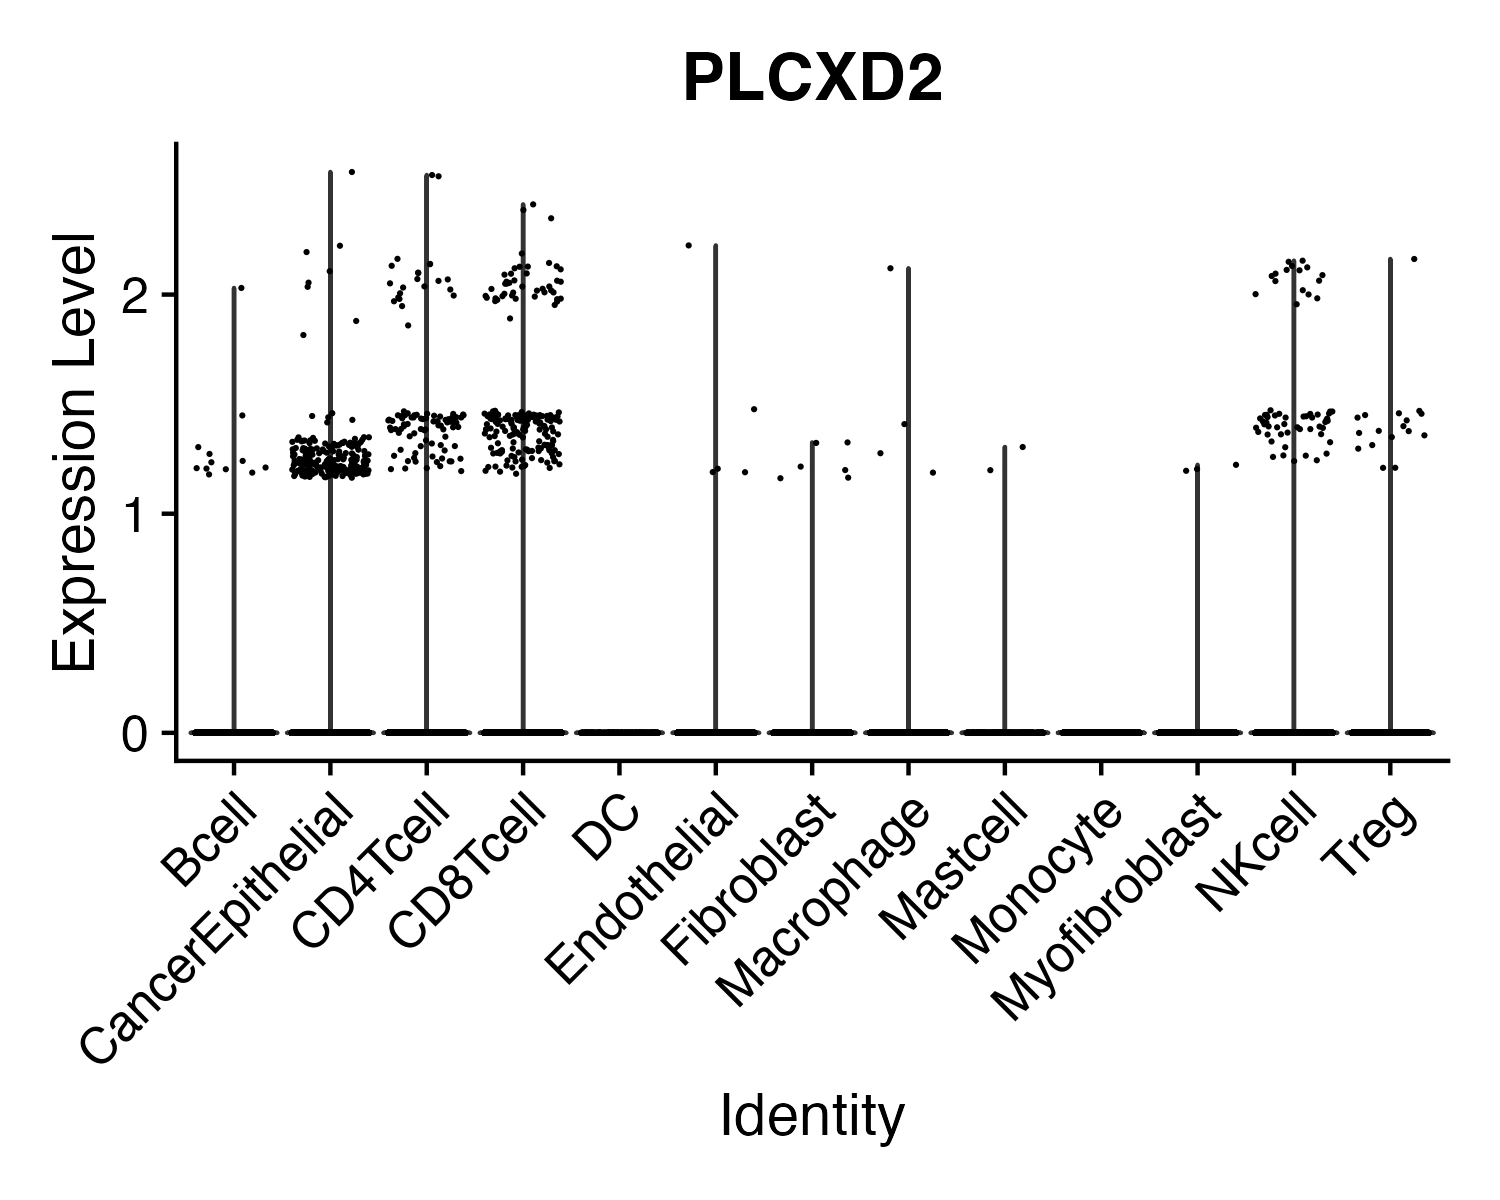 PLCXD2
Expression Level
2
1
0
Bcell
CancerEpithelial
CD4Tcell
CD8Tcell
DC
Endothelial
Fibroblast
Macrophage
Mastcell
Monocyte
Myofibroblast
NKcell
Treg
Identity